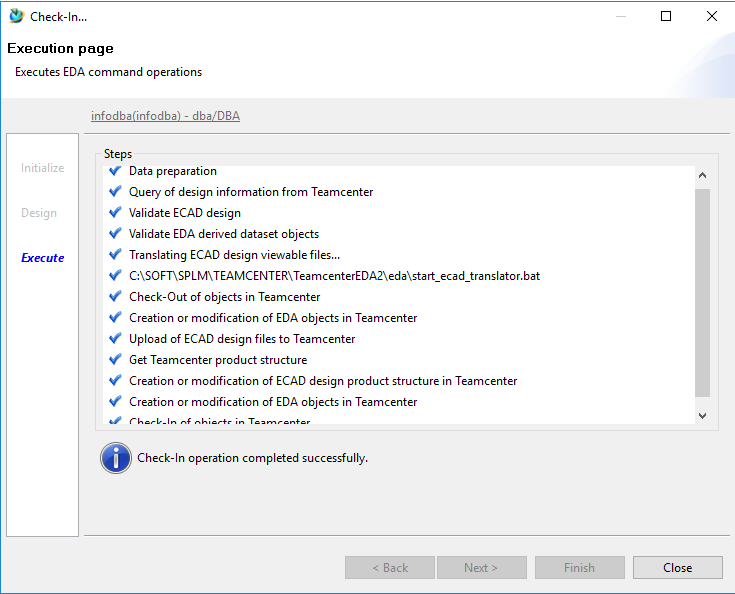 Check-In...
Execution page
Executes EDA command operations
infodba(infodba) - dba/DBA
Initialize
Design
Execute
Steps
Data preparation
Query of design information from Teamcenter
Validate ECAD design
Validate EDA derived dataset objects
Translating ECAD design viewable files...
C:\SOFT\SPLM\TEAMCENTER\TeamcenterEDA2\eda\start_ecad_translator.bat
Check-Out of objects in Teamcenter
Creation or modification of EDA objects in Teamcenter
Upload of ECAD design files to Teamcenter
Get Teamcenter product structure
Creation or modification of ECAD design product structure in Teamcenter
Creation or modification of EDA objects in Teamcenter
Check-In of objects in Teamcenter
Check-In operation completed successfully.
< Back
Next >
Finish
Close